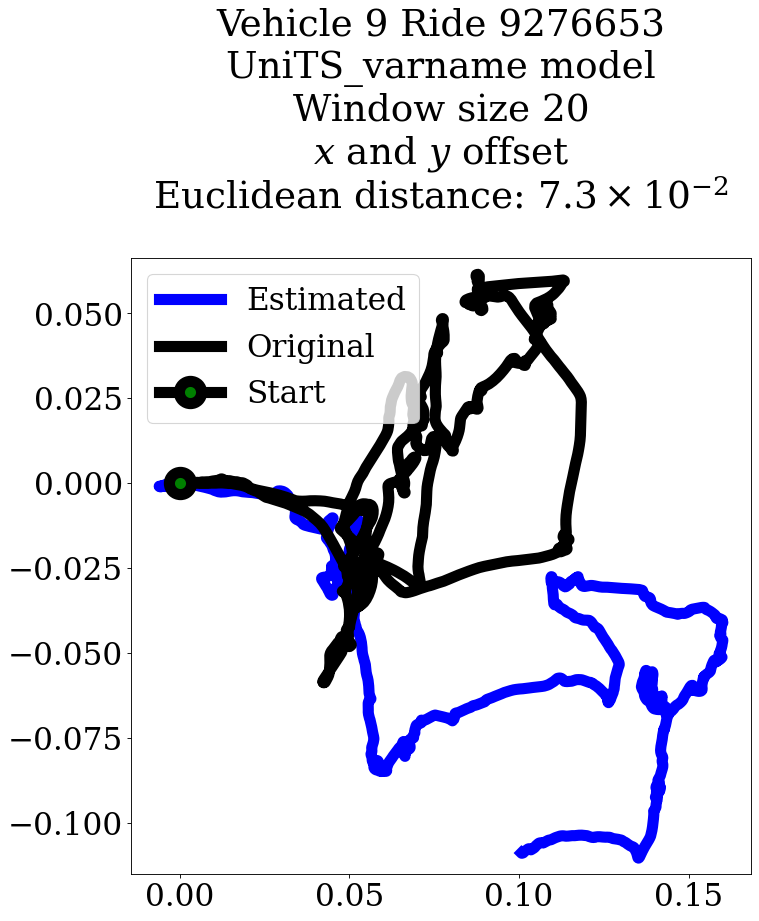 Vehicle 9 Ride 9276653
UniTS_varname model
Window size 20
x and y offset
Euclidean distance: 7.3 × 10⁻²
Estimated
Original
Start
0.050
0.025
0.000
−0.025
−0.050
−0.075
−0.100
0.00 0.05 0.10 0.15